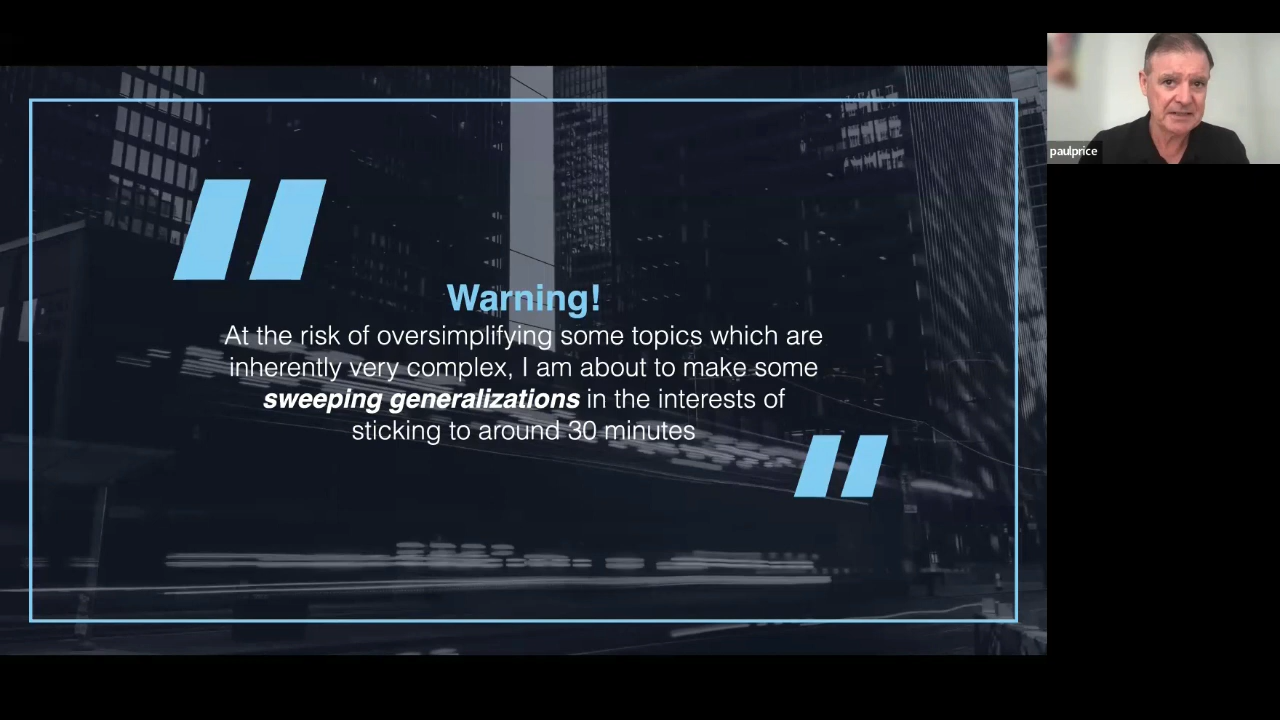 Warning!
At the risk of oversimplifying some topics which are
inherently very complex, I am about to make some
sweeping generalizations in the interests of
sticking to around 30 minutes
paulprice